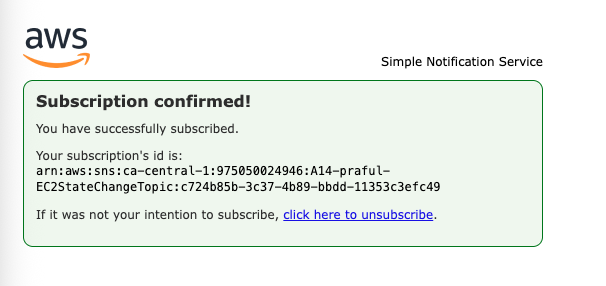 aws
Simple Notification Service
Subscription confirmed!
You have successfully subscribed.
Your subscription's id is:
arn:aws:sns:ca-central-1:975050024946:A14-praful-
EC2StateChangeTopic:c724b85b-3c37-4b89-bbdd-11353c3efc49
If it was not your intention to subscribe, click here to unsubscribe.